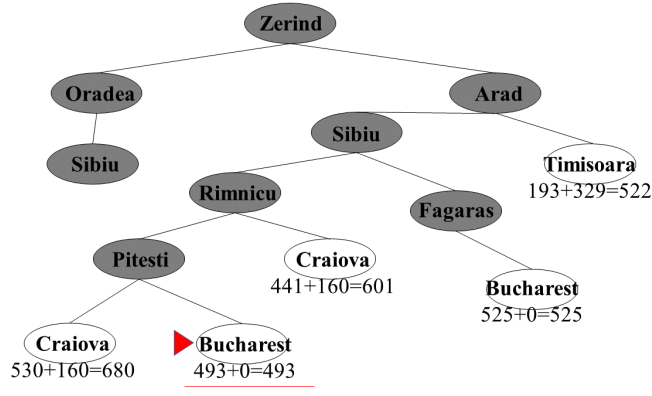 Zerind
Oradea
Arad
Sibiu
Sibiu
Timisoara
193+329=522
Rimnicu
Fagaras
Pitesti
Craiova
441+160=601
Bucharest
525+0=525
Craiova
530+160=680
Bucharest
493+0=493